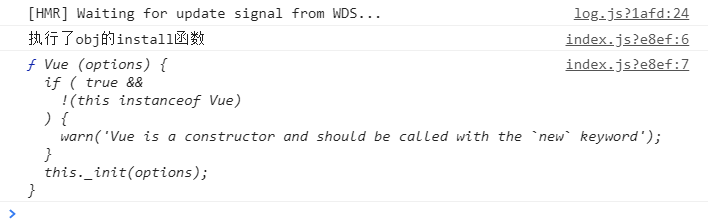 [HMR] Waiting for update signal from WDS... log.js?1afd:24
执行了obj的install函数 index.js?e8ef:6
ƒ Vue (options) { index.js?e8ef:7
if ( true &&
!(this instanceof Vue)
) {
warn('Vue is a constructor and should be called with the `new` keyword');
}
this._init(options);
}
>